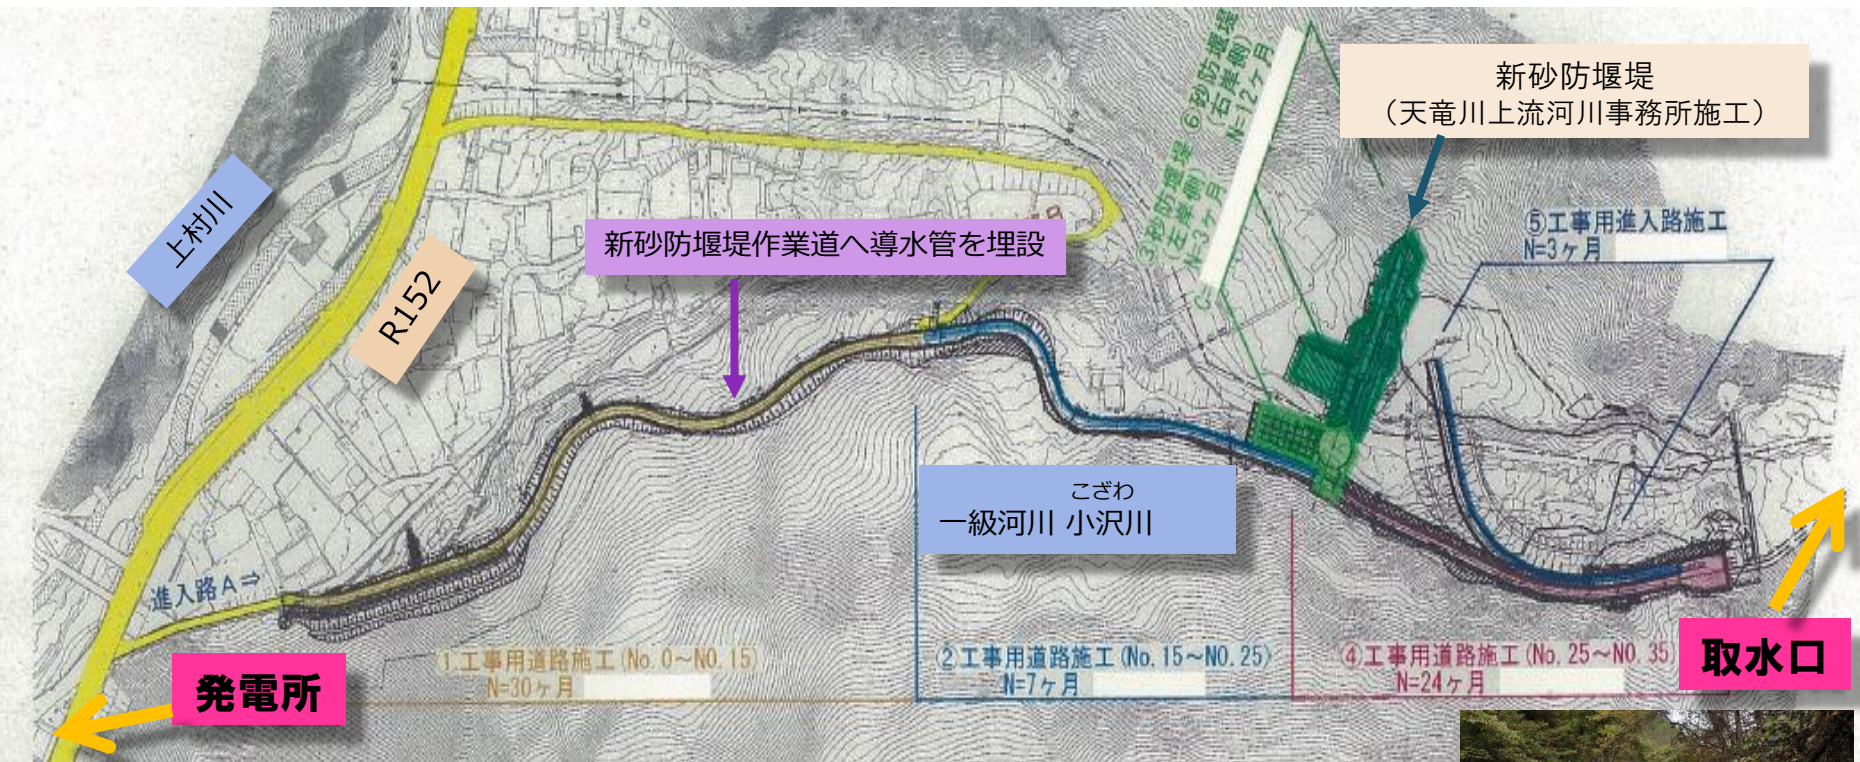 新砂防堰堤
（天竜川上流河川事務所施工）
⑥砂防堰堤
(右岸側)
N=12ヶ月
③砂防堰堤
(左岸側)
N=3ヶ月
⑤工事用進入路施工
N=3ヶ月
上村川
R152
新砂防堰堤作業道へ導水管を埋設
こざわ
一級河川 小沢川
進入路A⇒
①工事用道路施工(No.0～NO.15)
N=30ヶ月
②工事用道路施工(No.15～NO.25)
N=7ヶ月
④工事用道路施工(No.25～NO.35)
N=24ヶ月
発電所
取水口